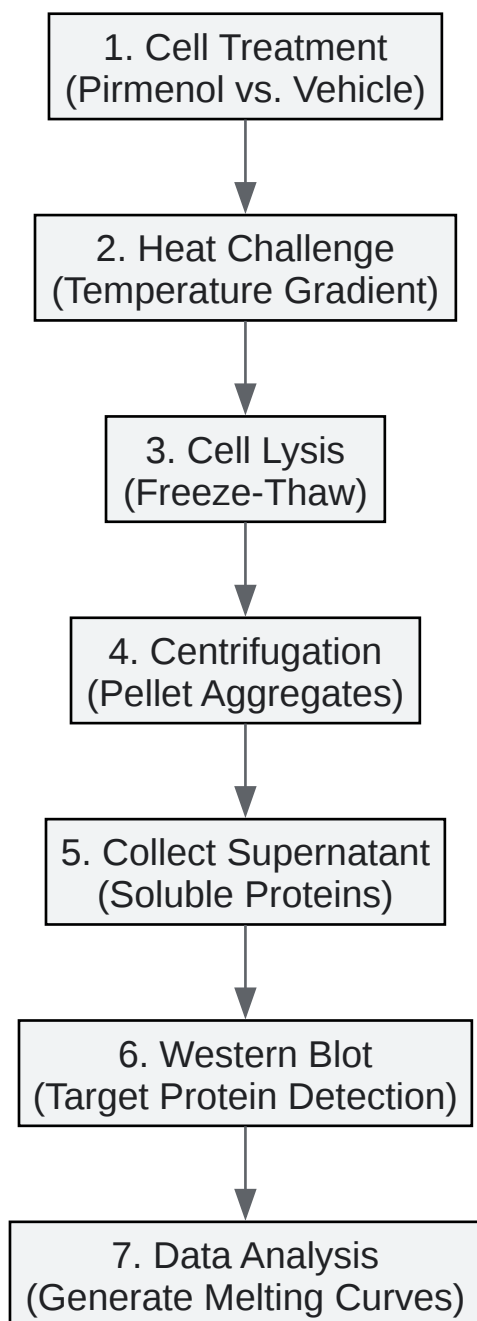 1. Cell Treatment
(Pirmenol vs. Vehicle)
2. Heat Challenge
(Temperature Gradient)
3. Cell Lysis
(Freeze-Thaw)
4. Centrifugation
(Pellet Aggregates)
5. Collect Supernatant
(Soluble Proteins)
6. Western Blot
(Target Protein Detection)
7. Data Analysis
(Generate Melting Curves)